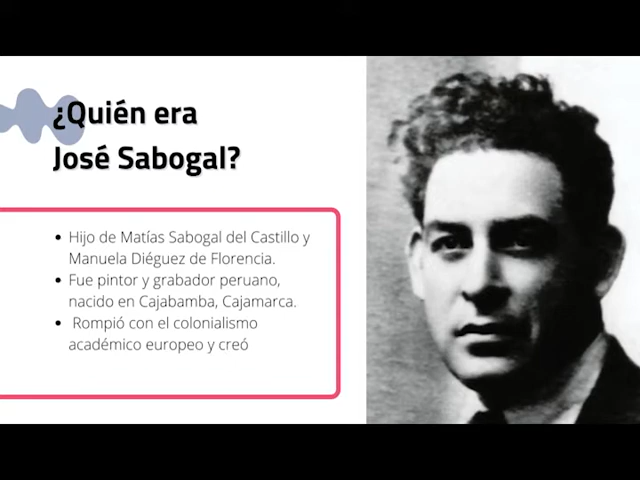 ¿Quién era
José Sabogal?
• Hijo de Matías Sabogal del Castillo y
Manuela Diéguez de Florencia.
• Fue pintor y grabador peruano,
nacido en Cajabamba, Cajamarca.
• Rompió con el colonialismo
académico europeo y creó